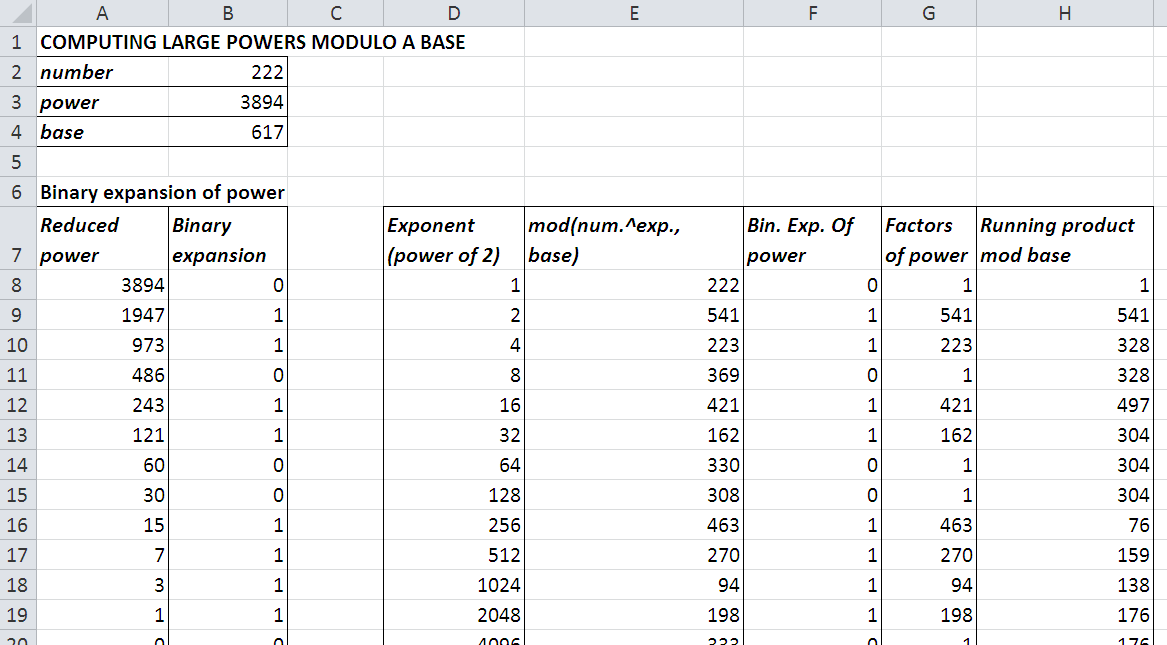 A B C D E F G H
1 COMPUTING LARGE POWERS MODULO A BASE
2 number 222
3 power 3894
4 base 617
5
6 Binary expansion of power
Reduced Binary Exponent mod(num.^exp., Bin. Exp. Of Factors Running product
7 power expansion (power of 2) base) power of power mod base
8 3894 0 1 222 0 1 1
9 1947 1 2 541 1 541 541
10 973 1 4 223 1 223 328
11 486 0 8 369 0 1 328
12 243 1 16 421 1 421 497
13 121 1 32 162 1 162 304
14 60 0 64 330 0 1 304
15 30 0 128 308 0 1 304
16 15 1 256 463 1 463 76
17 7 1 512 270 1 270 159
18 3 1 1024 94 1 94 138
19 1 1 2048 198 1 198 176
20 0 0 4096 333 0 1 176